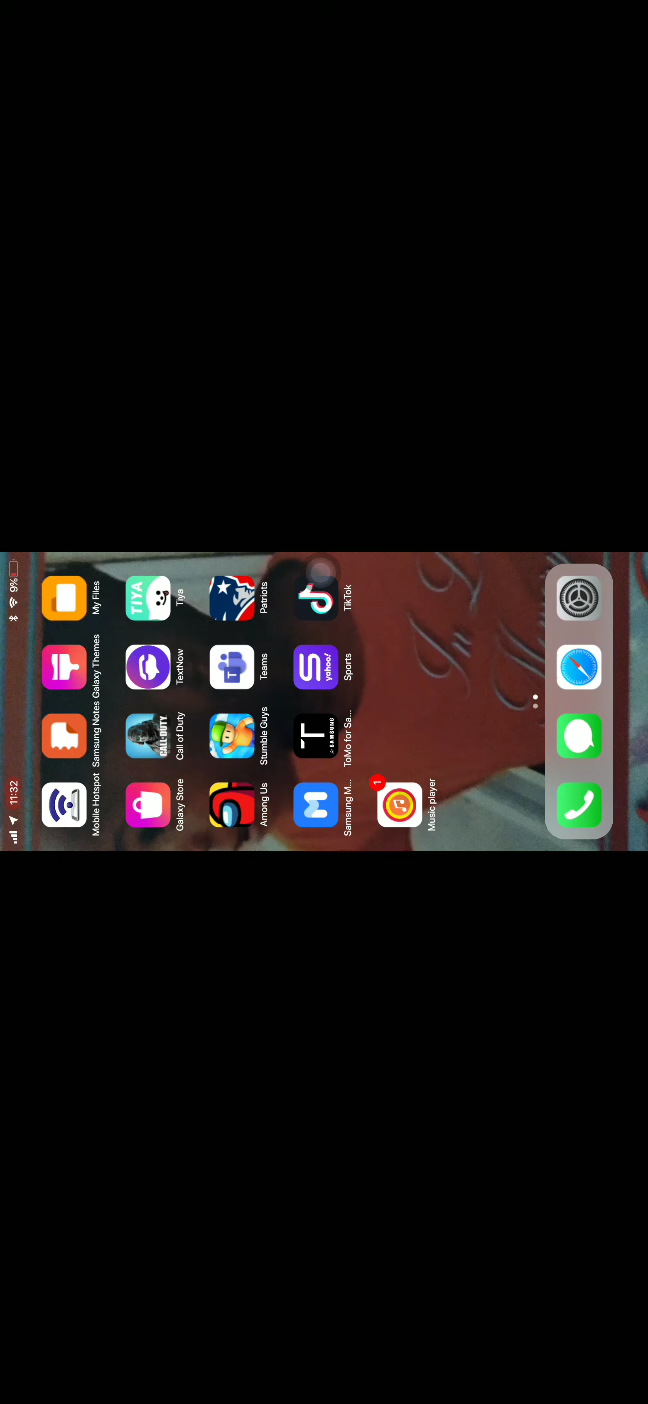 11:32 9%
Mobile Hotspot Samsung Notes Galaxy Themes My Files
CALL OF DUTY
TIYA
Galaxy Store Call of Duty TextNow Tiya
Among Us Stumble Guys Teams Patriots
T SAMSUNG
S yahoo!
Samsung M... ToMo for Sa... Sports TikTok
1
Music player